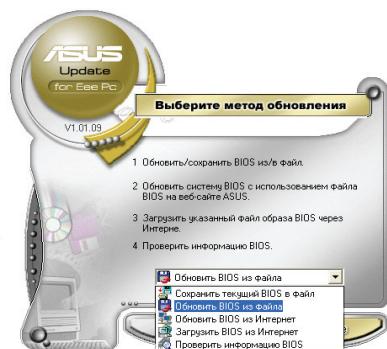 ASUS
Update
for Eee Pc
V1.01.09
Выберите метод обновления
1 Обновить/сохранить BIOS из/в файл.
2 Обновить систему BIOS с использованием файла
BIOS на веб-сайте ASUS.
3 Загрузить указанный файл образа BIOS через
Интерне.
4 Проверить информацию BIOS.
Обновить BIOS из файла
Сохранить текущий BIOS в файл
Обновить BIOS из файла
Обновить BIOS из Интернет
Загрузить BIOS из Интернет
Проверить информацию BIOS